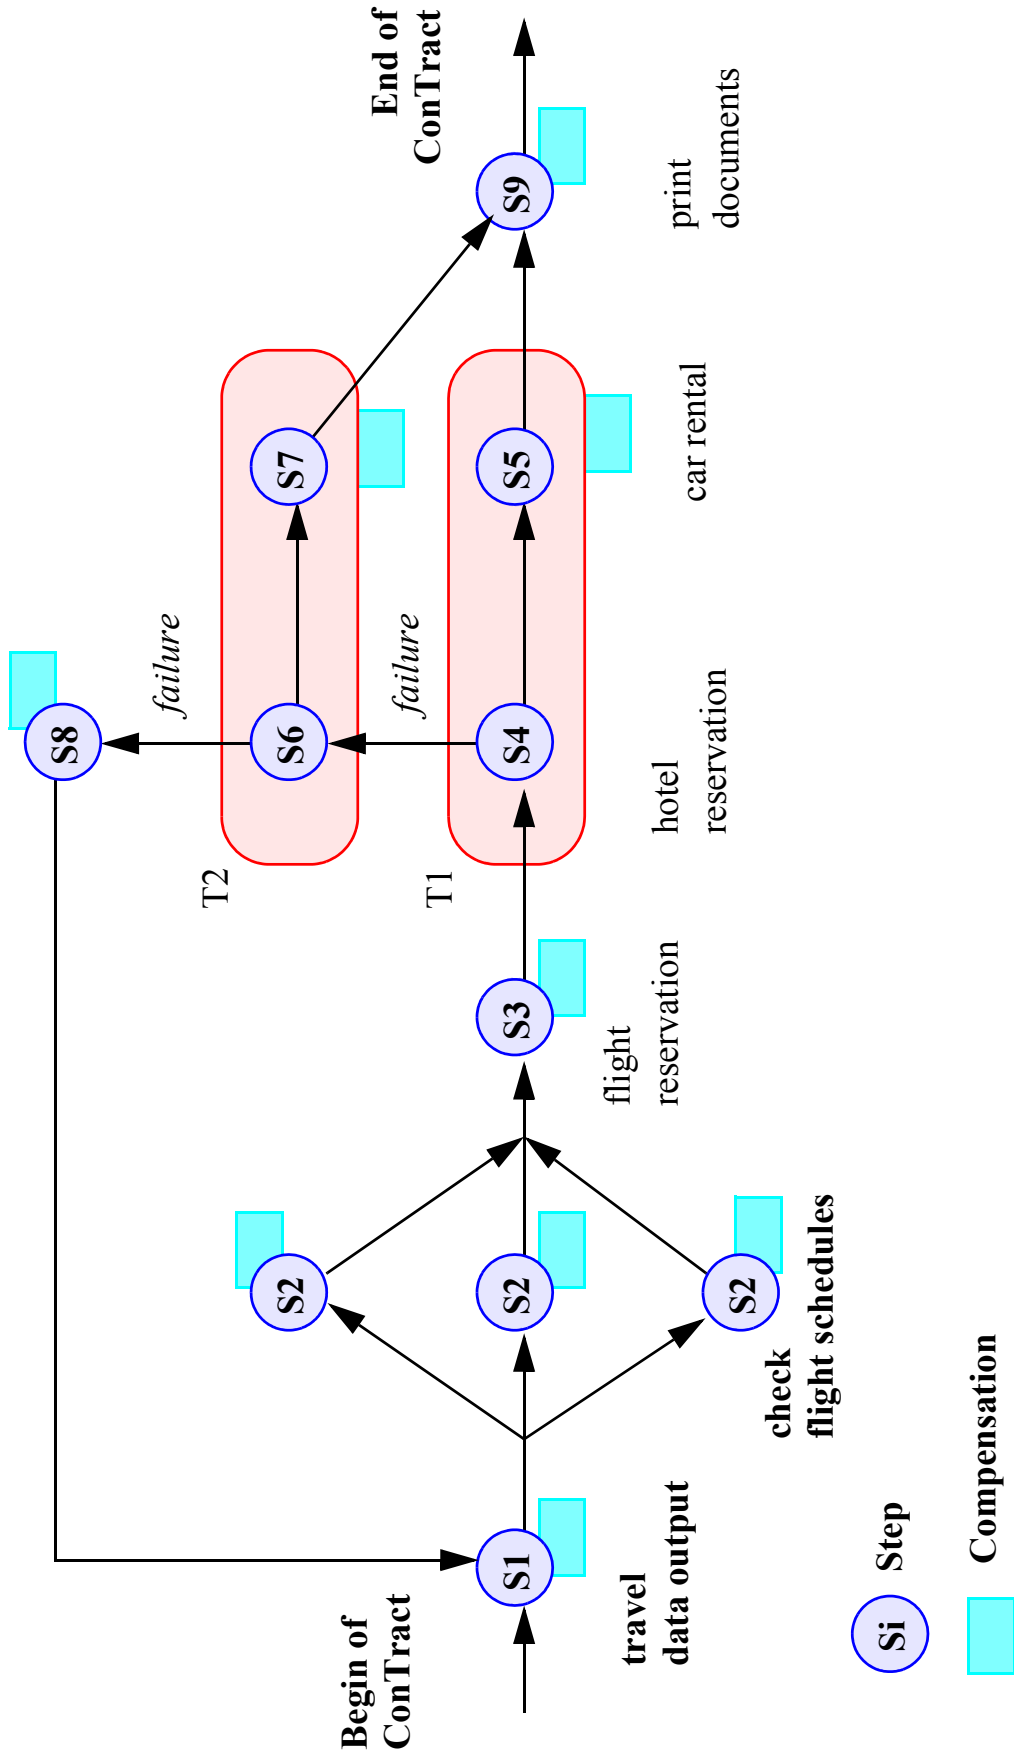 S8
failure
T2
S6
S7
failure
End of
ConTract
Begin of
ConTract
S2
T1
S1
S2
S3
S4
S5
S9
travel
data output
S2
check
flight schedules
flight
reservation
hotel
reservation
car rental
print
documents
Si
Step
Compensation